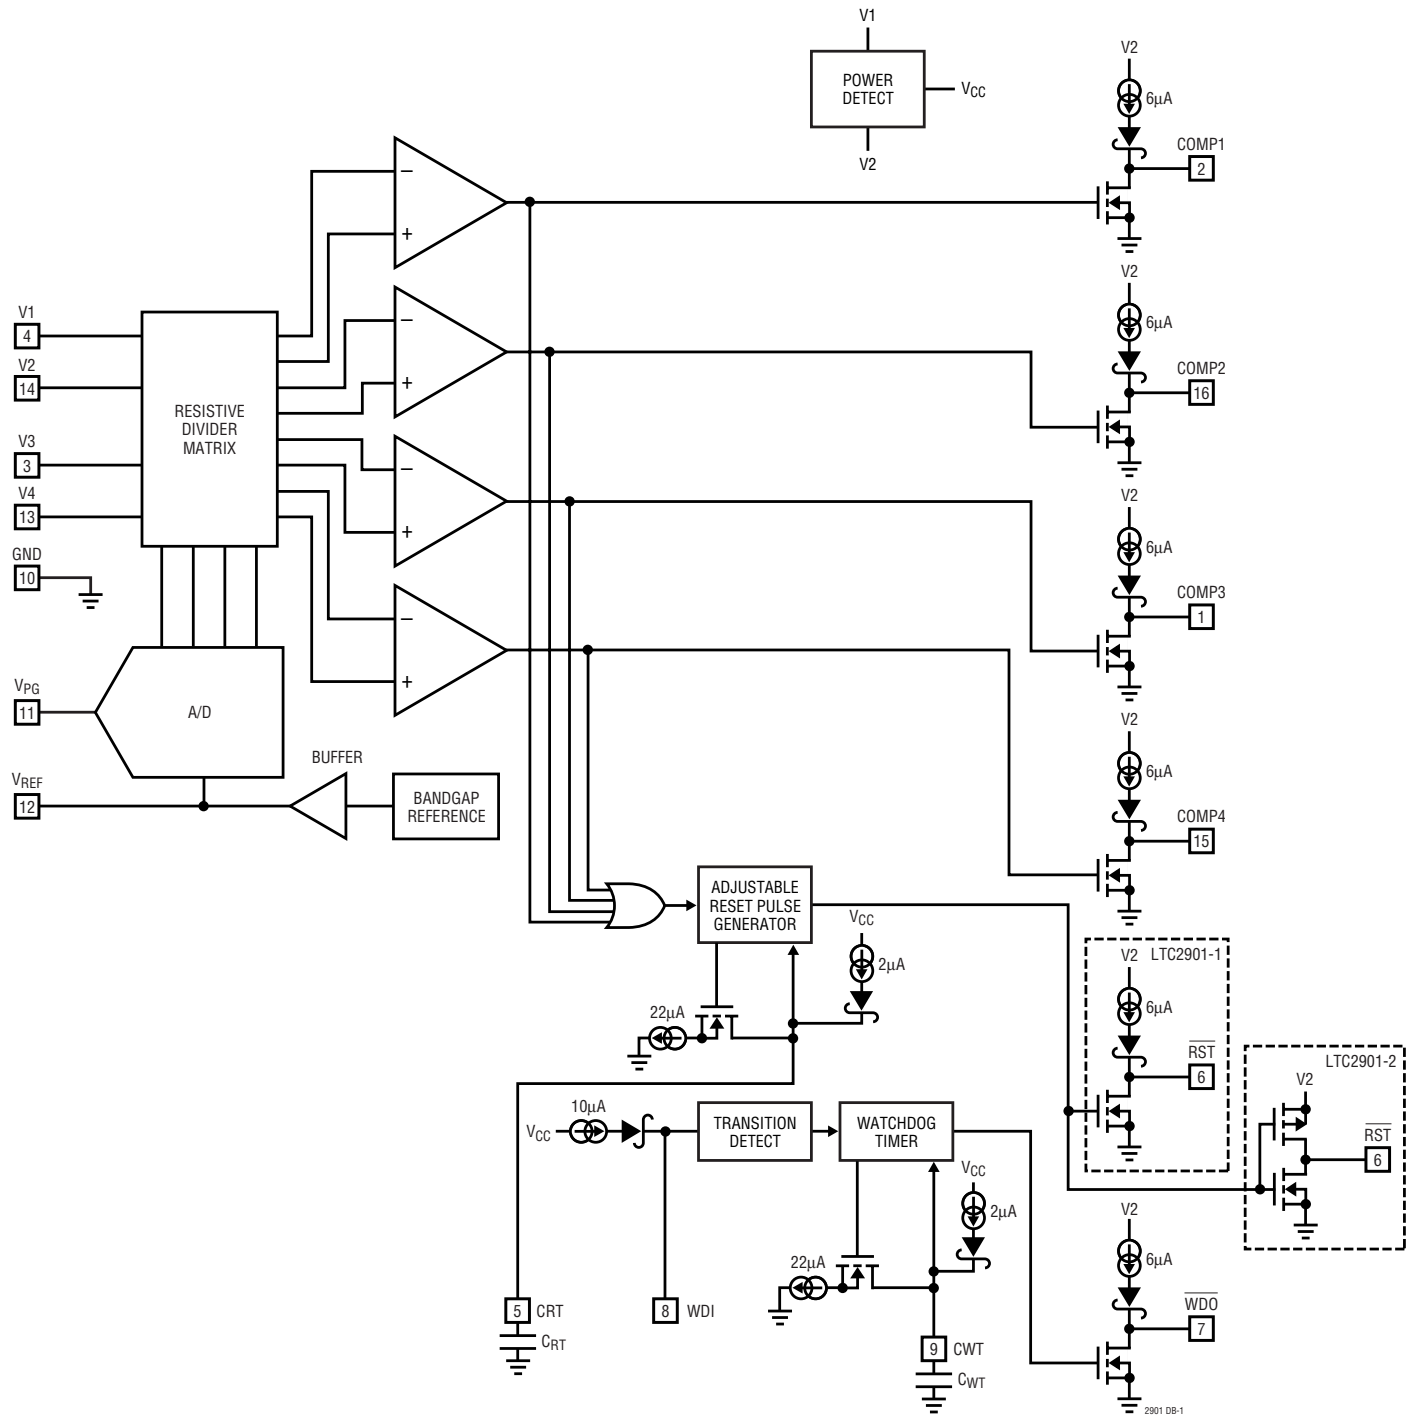 V1
POWER
DETECT
VCC
V2
V2
6µA
COMP1
2
−
+
V2
6µA
COMP2
16
−
+
V1
4
V2
14
V3
3
V4
13
GND
10
RESISTIVE
DIVIDER
MATRIX
−
+
V2
6µA
COMP3
1
−
+
VPG
11
A/D
VREF
12
BUFFER
BANDGAP
REFERENCE
V2
6µA
COMP4
15
ADJUSTABLE
RESET PULSE
GENERATOR
VCC
2µA
22µA
LTC2901-1
V2
6µA
RST
6
LTC2901-2
V2
RST
6
10µA
VCC
TRANSITION
DETECT
WATCHDOG
TIMER
VCC
2µA
22µA
V2
6µA
WDO
7
5 CRT
CRT
8 WDI
9 CWT
CWT
2901 DB-1